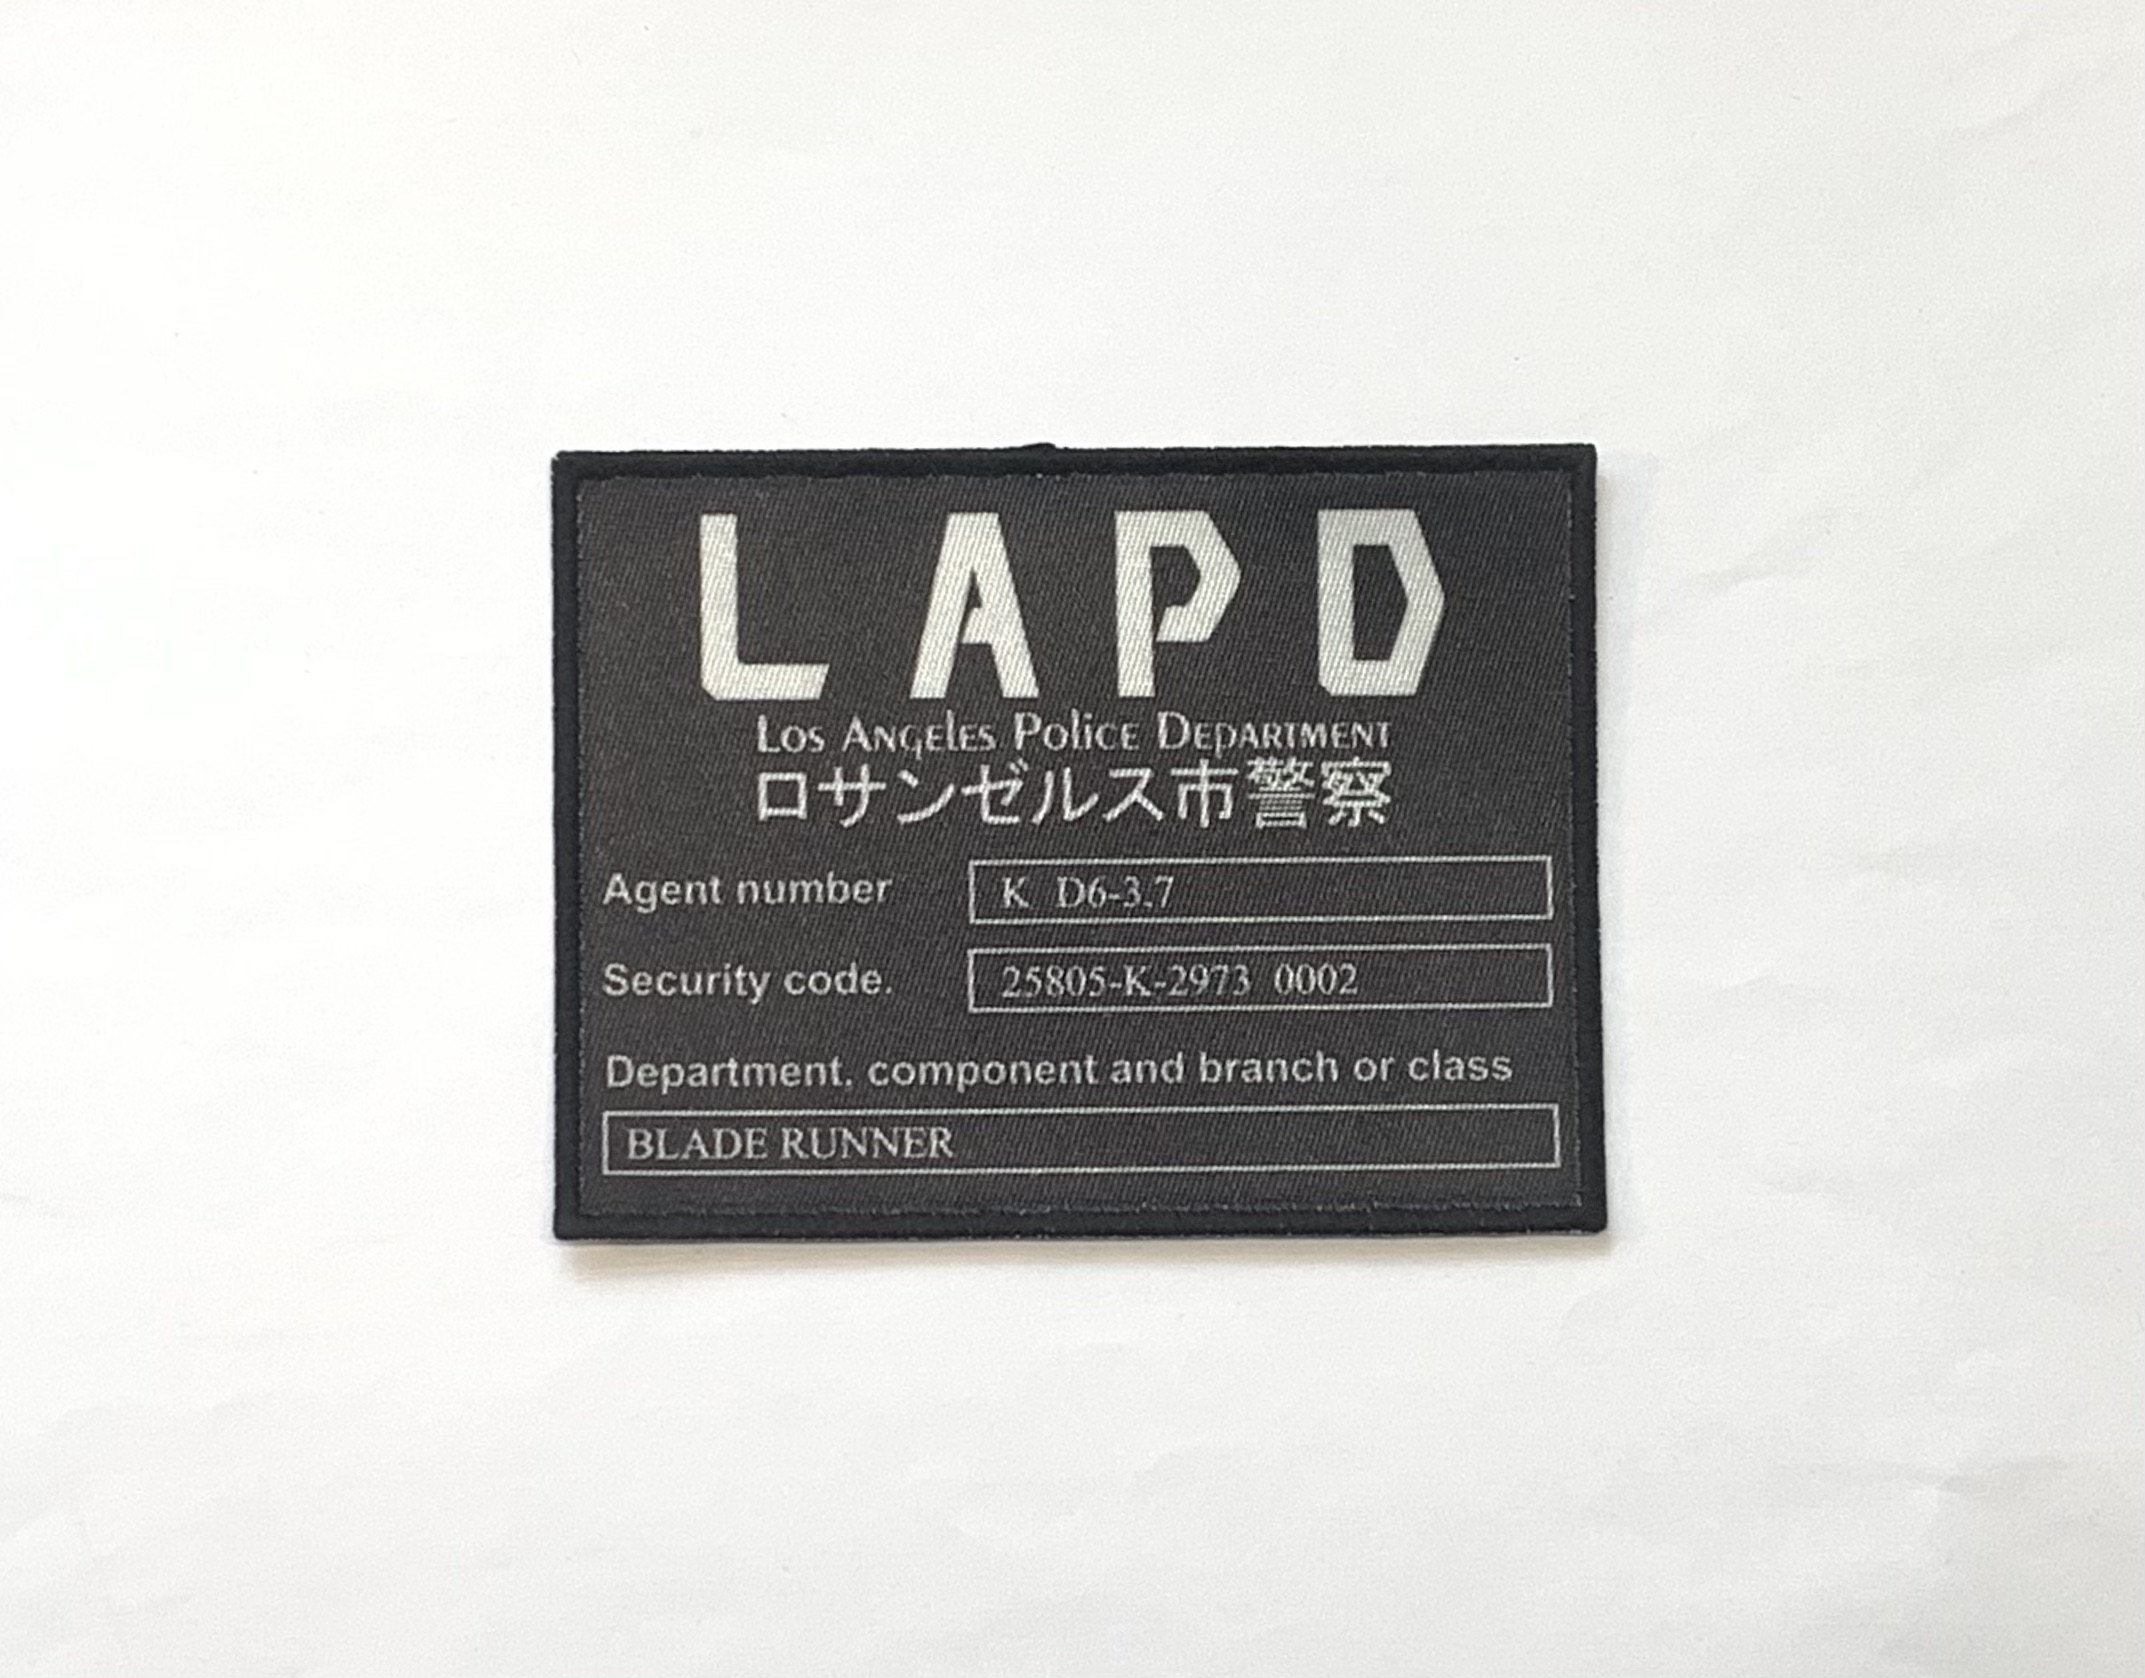 LAPD
Los Angeles Police Department
ロサンゼルス市警察
Agent number K D6-3.7
Security code. 25805-K-2973 0002
Department. component and branch or class
BLADE RUNNER